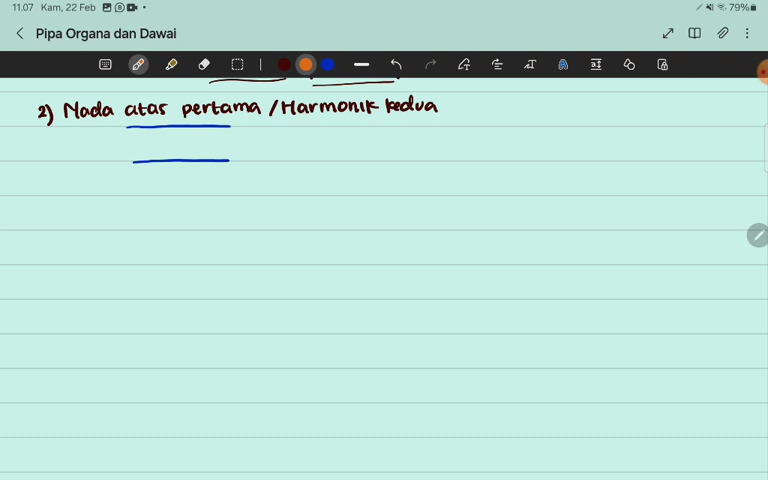 11.07 Kam, 22 Feb 79%
Pipa Organa dan Dawai
2) Nada atas pertama / Harmonik kedua